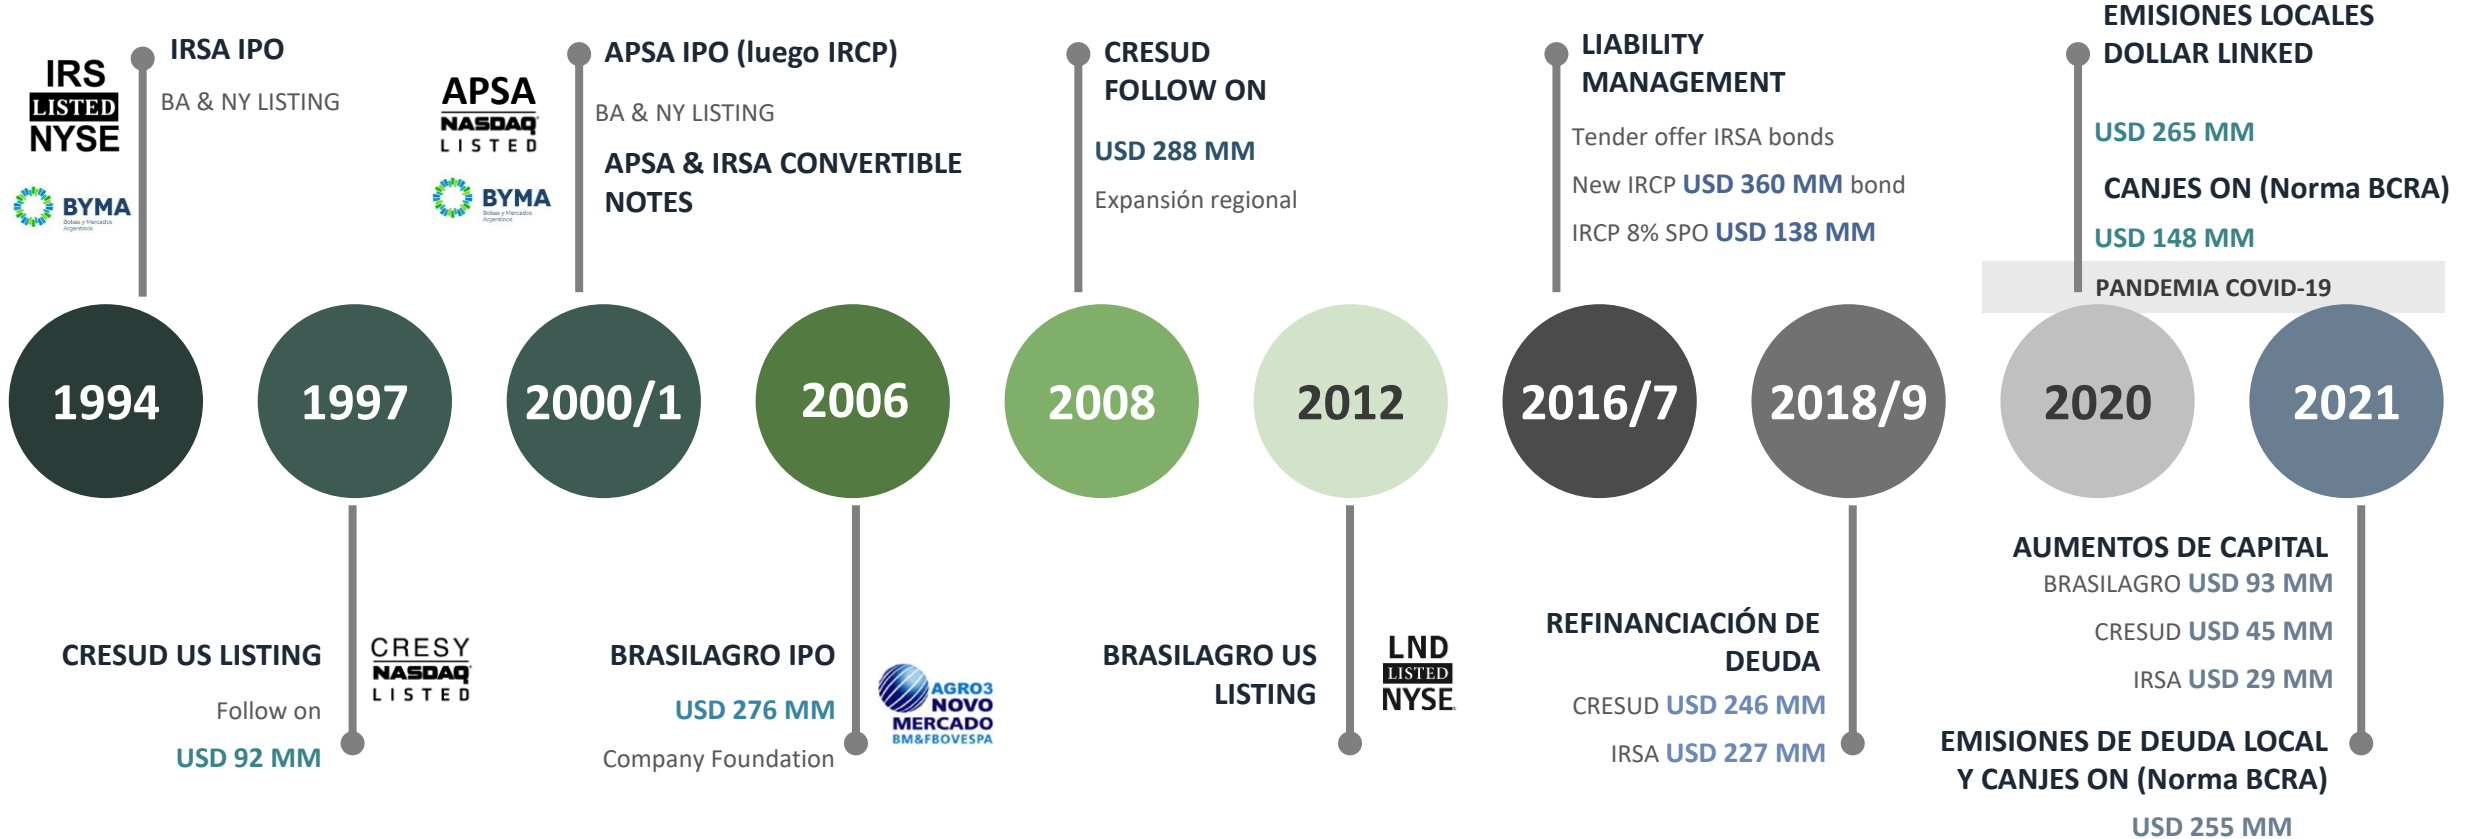 IRS
LISTED
NYSE
BYMA
Bolsas y Mercados
Argentinos
IRSA IPO
BA & NY LISTING
APSA
NASDAQ
LISTED
BYMA
Bolsas y Mercados
Argentinos
APSA IPO (luego IRCP)
BA & NY LISTING
APSA & IRSA CONVERTIBLE
NOTES
CRESUD
FOLLOW ON
USD 288 MM
Expansión regional
LIABILITY
MANAGEMENT
Tender offer IRSA bonds
New IRCP USD 360 MM bond
IRCP 8% SPO USD 138 MM
EMISIONES LOCALES
DOLLAR LINKED
USD 265 MM
CANJES ON (Norma BCRA)
USD 148 MM
PANDEMIA COVID-19
1994
1997
2000/1
2006
2008
2012
2016/7
2018/9
2020
2021
CRESUD US LISTING
Follow on
USD 92 MM
CRESY
NASDAQ
LISTED
BRASILAGRO IPO
USD 276 MM
Company Foundation
AGRO3
NOVO
MERCADO
BM&FBOVESPA
BRASILAGRO US
LISTING
LND
LISTED
NYSE
REFINANCIACIÓN DE
DEUDA
CRESUD USD 246 MM
IRSA USD 227 MM
AUMENTOS DE CAPITAL
BRASILAGRO USD 93 MM
CRESUD USD 45 MM
IRSA USD 29 MM
EMISIONES DE DEUDA LOCAL
Y CANJES ON (Norma BCRA)
USD 255 MM